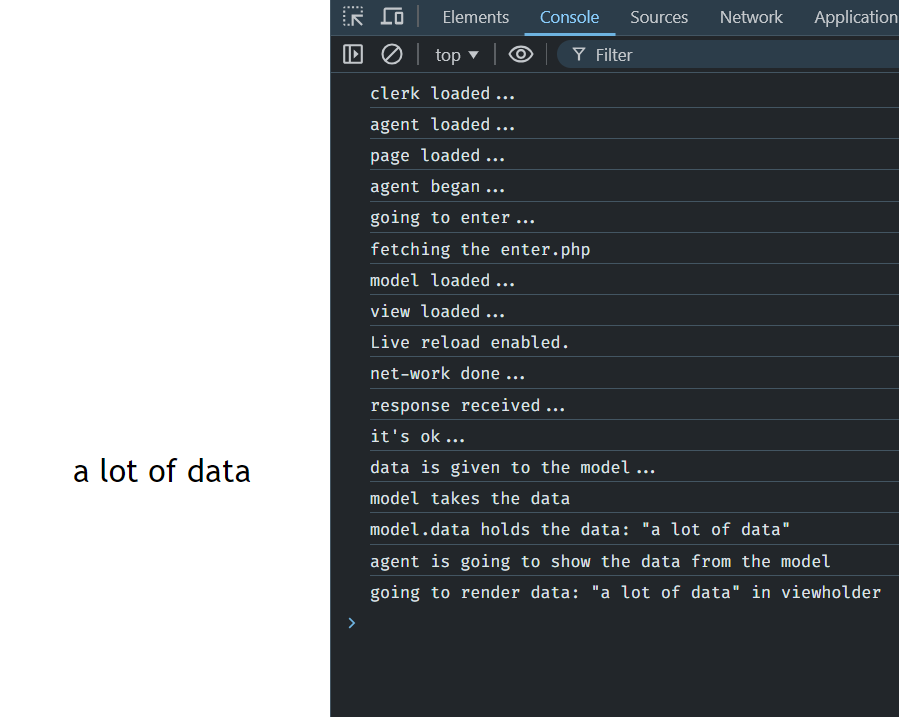 Elements Console Sources Network Application
top Filter
clerk loaded...
agent loaded...
page loaded...
agent began...
going to enter...
fetching the enter.php
model loaded...
view loaded...
Live reload enabled.
net-work done...
response received...
it's ok...
data is given to the model...
a lot of data
model takes the data
model.data holds the data: "a lot of data"
agent is going to show the data from the model
going to render data: "a lot of data" in viewholder